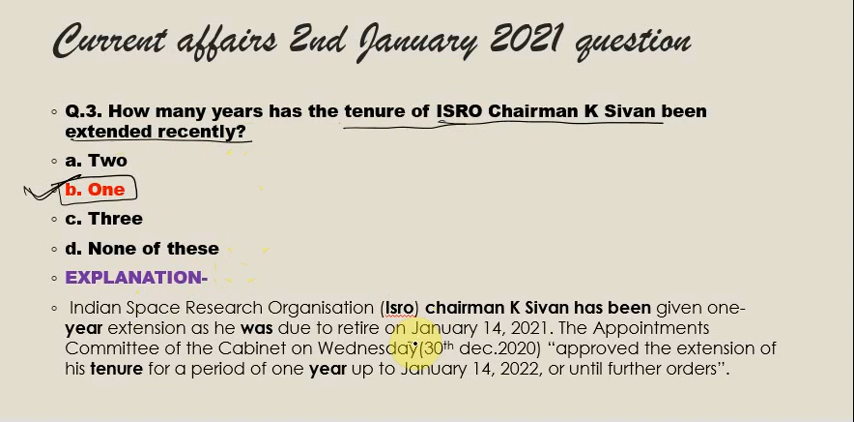 Current affairs 2nd January 2021 question
Q.3. How many years has the tenure of ISRO Chairman K Sivan been
extended recently?
a. Two
b. One
c. Three
d. None of these
EXPLANATION-
Indian Space Research Organisation (Isro) chairman K Sivan has been given one-
year extension as he was due to retire on January 14, 2021. The Appointments
Committee of the Cabinet on Wednesday(30th dec.2020) “approved the extension of
his tenure for a period of one year up to January 14, 2022, or until further orders”.